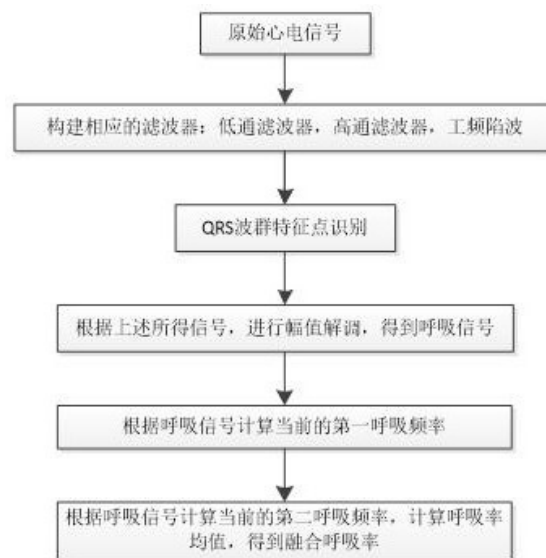 原始心电信号
构建相应的滤波器：低通滤波器，高通滤波器，工频陷波
QRS波群特征点识别
根据上述所得信号，进行幅值解调，得到呼吸信号
根据呼吸信号计算当前的第一呼吸频率
根据呼吸信号计算当前的第二呼吸频率，计算呼吸率
均值，得到融合呼吸率